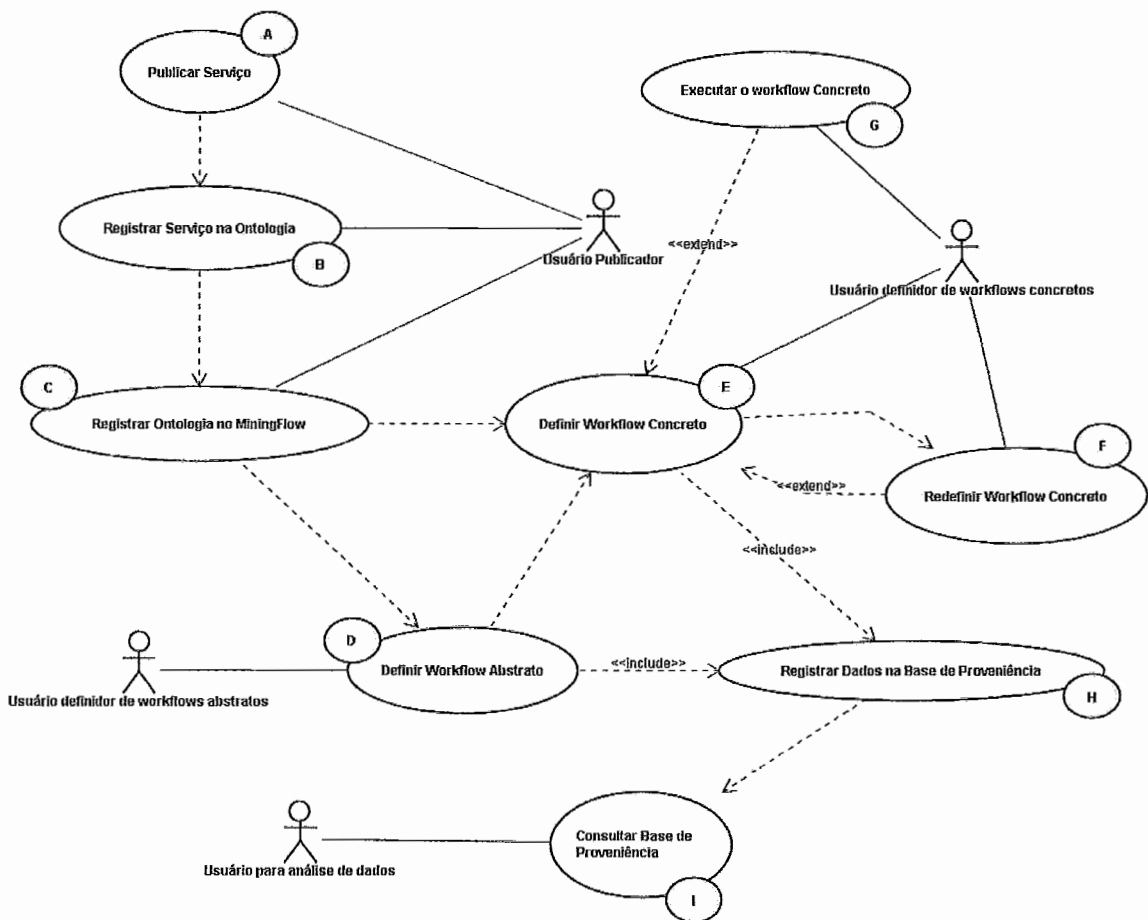 A
Publicar Serviço
Executar o workflow Concreto
G
Registrar Serviço na Ontologia
B
Usuário Publicador
<<extend>>
Usuário definidor de workflows concretos
C
Registrar Ontologia no MiningFlow
E
Definir Workflow Concreto
F
Redefinir Workflow Concreto
<<extend>>
<<include>>
D
Definir Workflow Abstrato
<<include>>
Registrar Dados na Base de Proveniência
H
Usuário definidor de workflows abstratos
Consultar Base de
Proveniência
I
Usuário para análise de dados